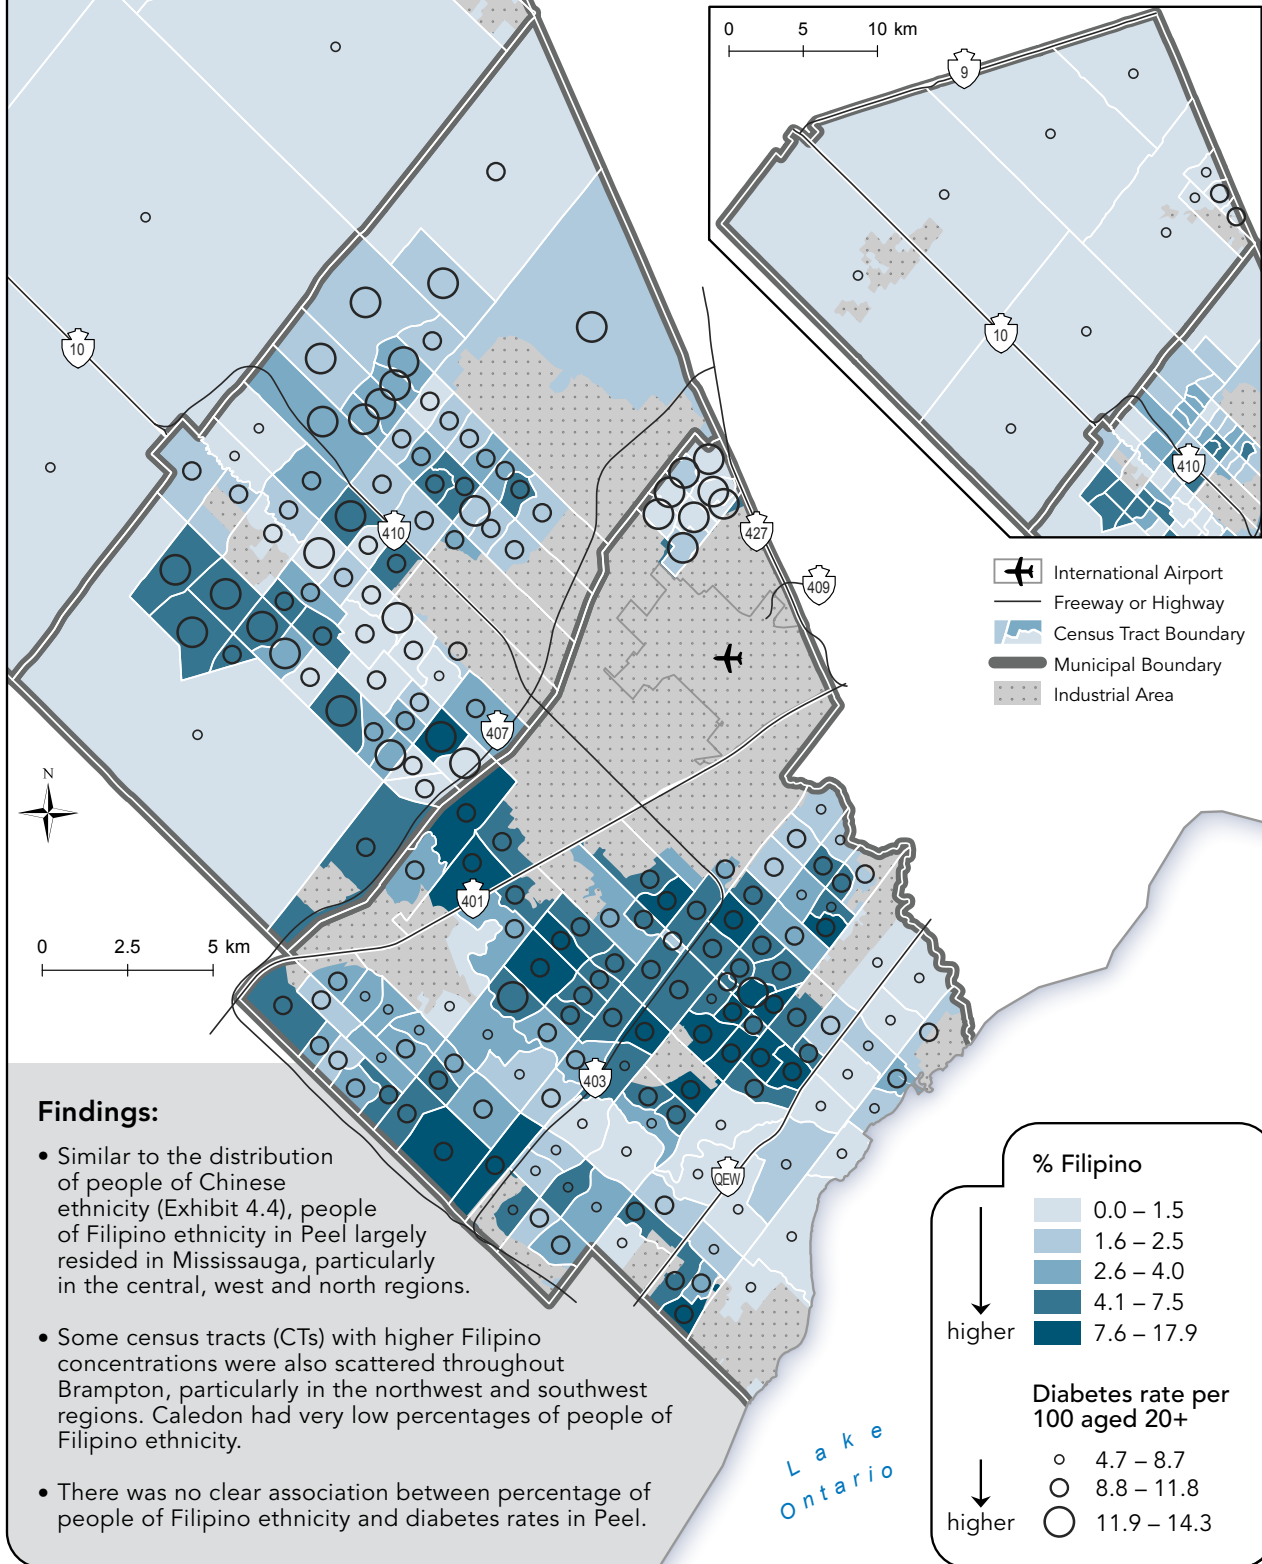 0 5 10 km
9
10
410
10
410
427
409
407
401
403
QEW
International Airport
Freeway or Highway
Census Tract Boundary
Municipal Boundary
Industrial Area
N
0 2.5 5 km
Findings:
• Similar to the distribution
of people of Chinese
ethnicity (Exhibit 4.4), people
of Filipino ethnicity in Peel largely
resided in Mississauga, particularly
in the central, west and north regions.
• Some census tracts (CTs) with higher Filipino
concentrations were also scattered throughout
Brampton, particularly in the northwest and southwest
regions. Caledon had very low percentages of people of
Filipino ethnicity.
• There was no clear association between percentage of
people of Filipino ethnicity and diabetes rates in Peel.
Lake
Ontario
% Filipino
0.0 – 1.5
1.6 – 2.5
2.6 – 4.0
4.1 – 7.5
7.6 – 17.9
higher
Diabetes rate per
100 aged 20+
4.7 – 8.7
8.8 – 11.8
11.9 – 14.3
higher